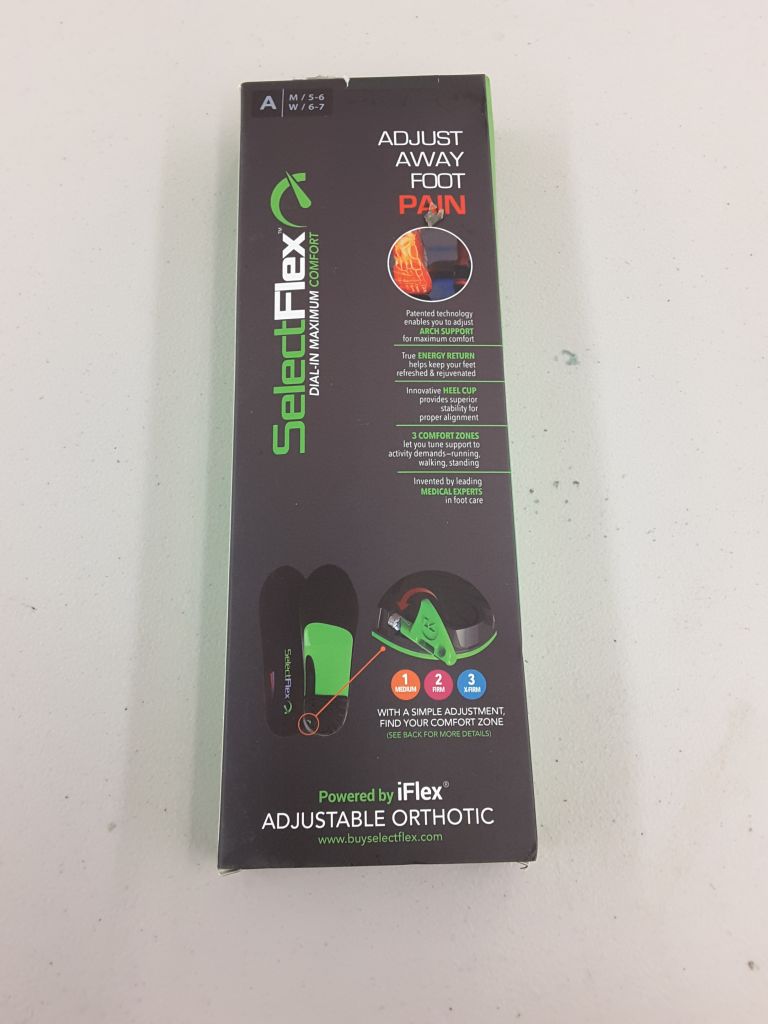 A
M / 5-6
W / 6-7
ADJUST
AWAY
FOOT
PAIN
SelectFlex™
DIAL-IN MAXIMUM COMFORT
Patented technology
enables you to adjust
ARCH SUPPORT
for maximum comfort
True ENERGY RETURN
helps keep your feet
refreshed & rejuvenated
Innovative HEEL CUP
provides superior
stability for
proper alignment
3 COMFORT ZONES
let you tune support to
activity demands—running,
walking, standing
Invented by leading
MEDICAL EXPERTS
in foot care
SelectFlex
1
MEDIUM
2
FIRM
3
X-FIRM
WITH A SIMPLE ADJUSTMENT,
FIND YOUR COMFORT ZONE
(SEE BACK FOR MORE DETAILS)
Powered by iFlex®
ADJUSTABLE ORTHOTIC
www.buyselectflex.com